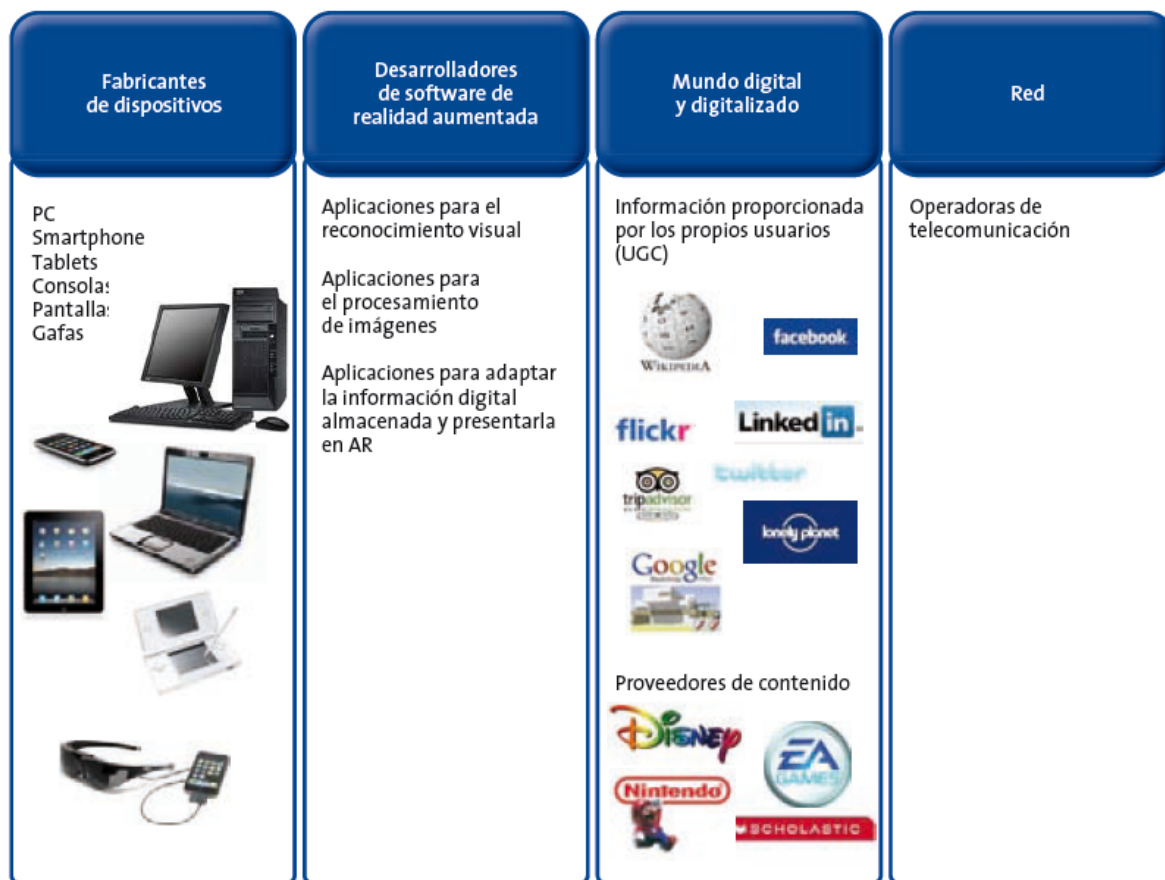 Fabricantes
de dispositivos
PC
Smartphone
Tablets
Consolas
Pantallas
Gafas
Desarrolladores
de software de
realidad aumentada
Aplicaciones para el
reconocimiento visual
Aplicaciones para
el procesamiento
de imágenes
Aplicaciones para adaptar
la información digital
almacenada y presentarla
en AR
Mundo digital
y digitalizado
Información proporcionada
por los propios usuarios
(UGC)
WIKIPEDIA
facebook
flickr
Linked in
tripadvisor
twitter
lonely planet
Google
Proveedores de contenido
Disney
EA
GAMES
Nintendo
SCHOLASTIC
Red
Operadoras de
telecomunicación